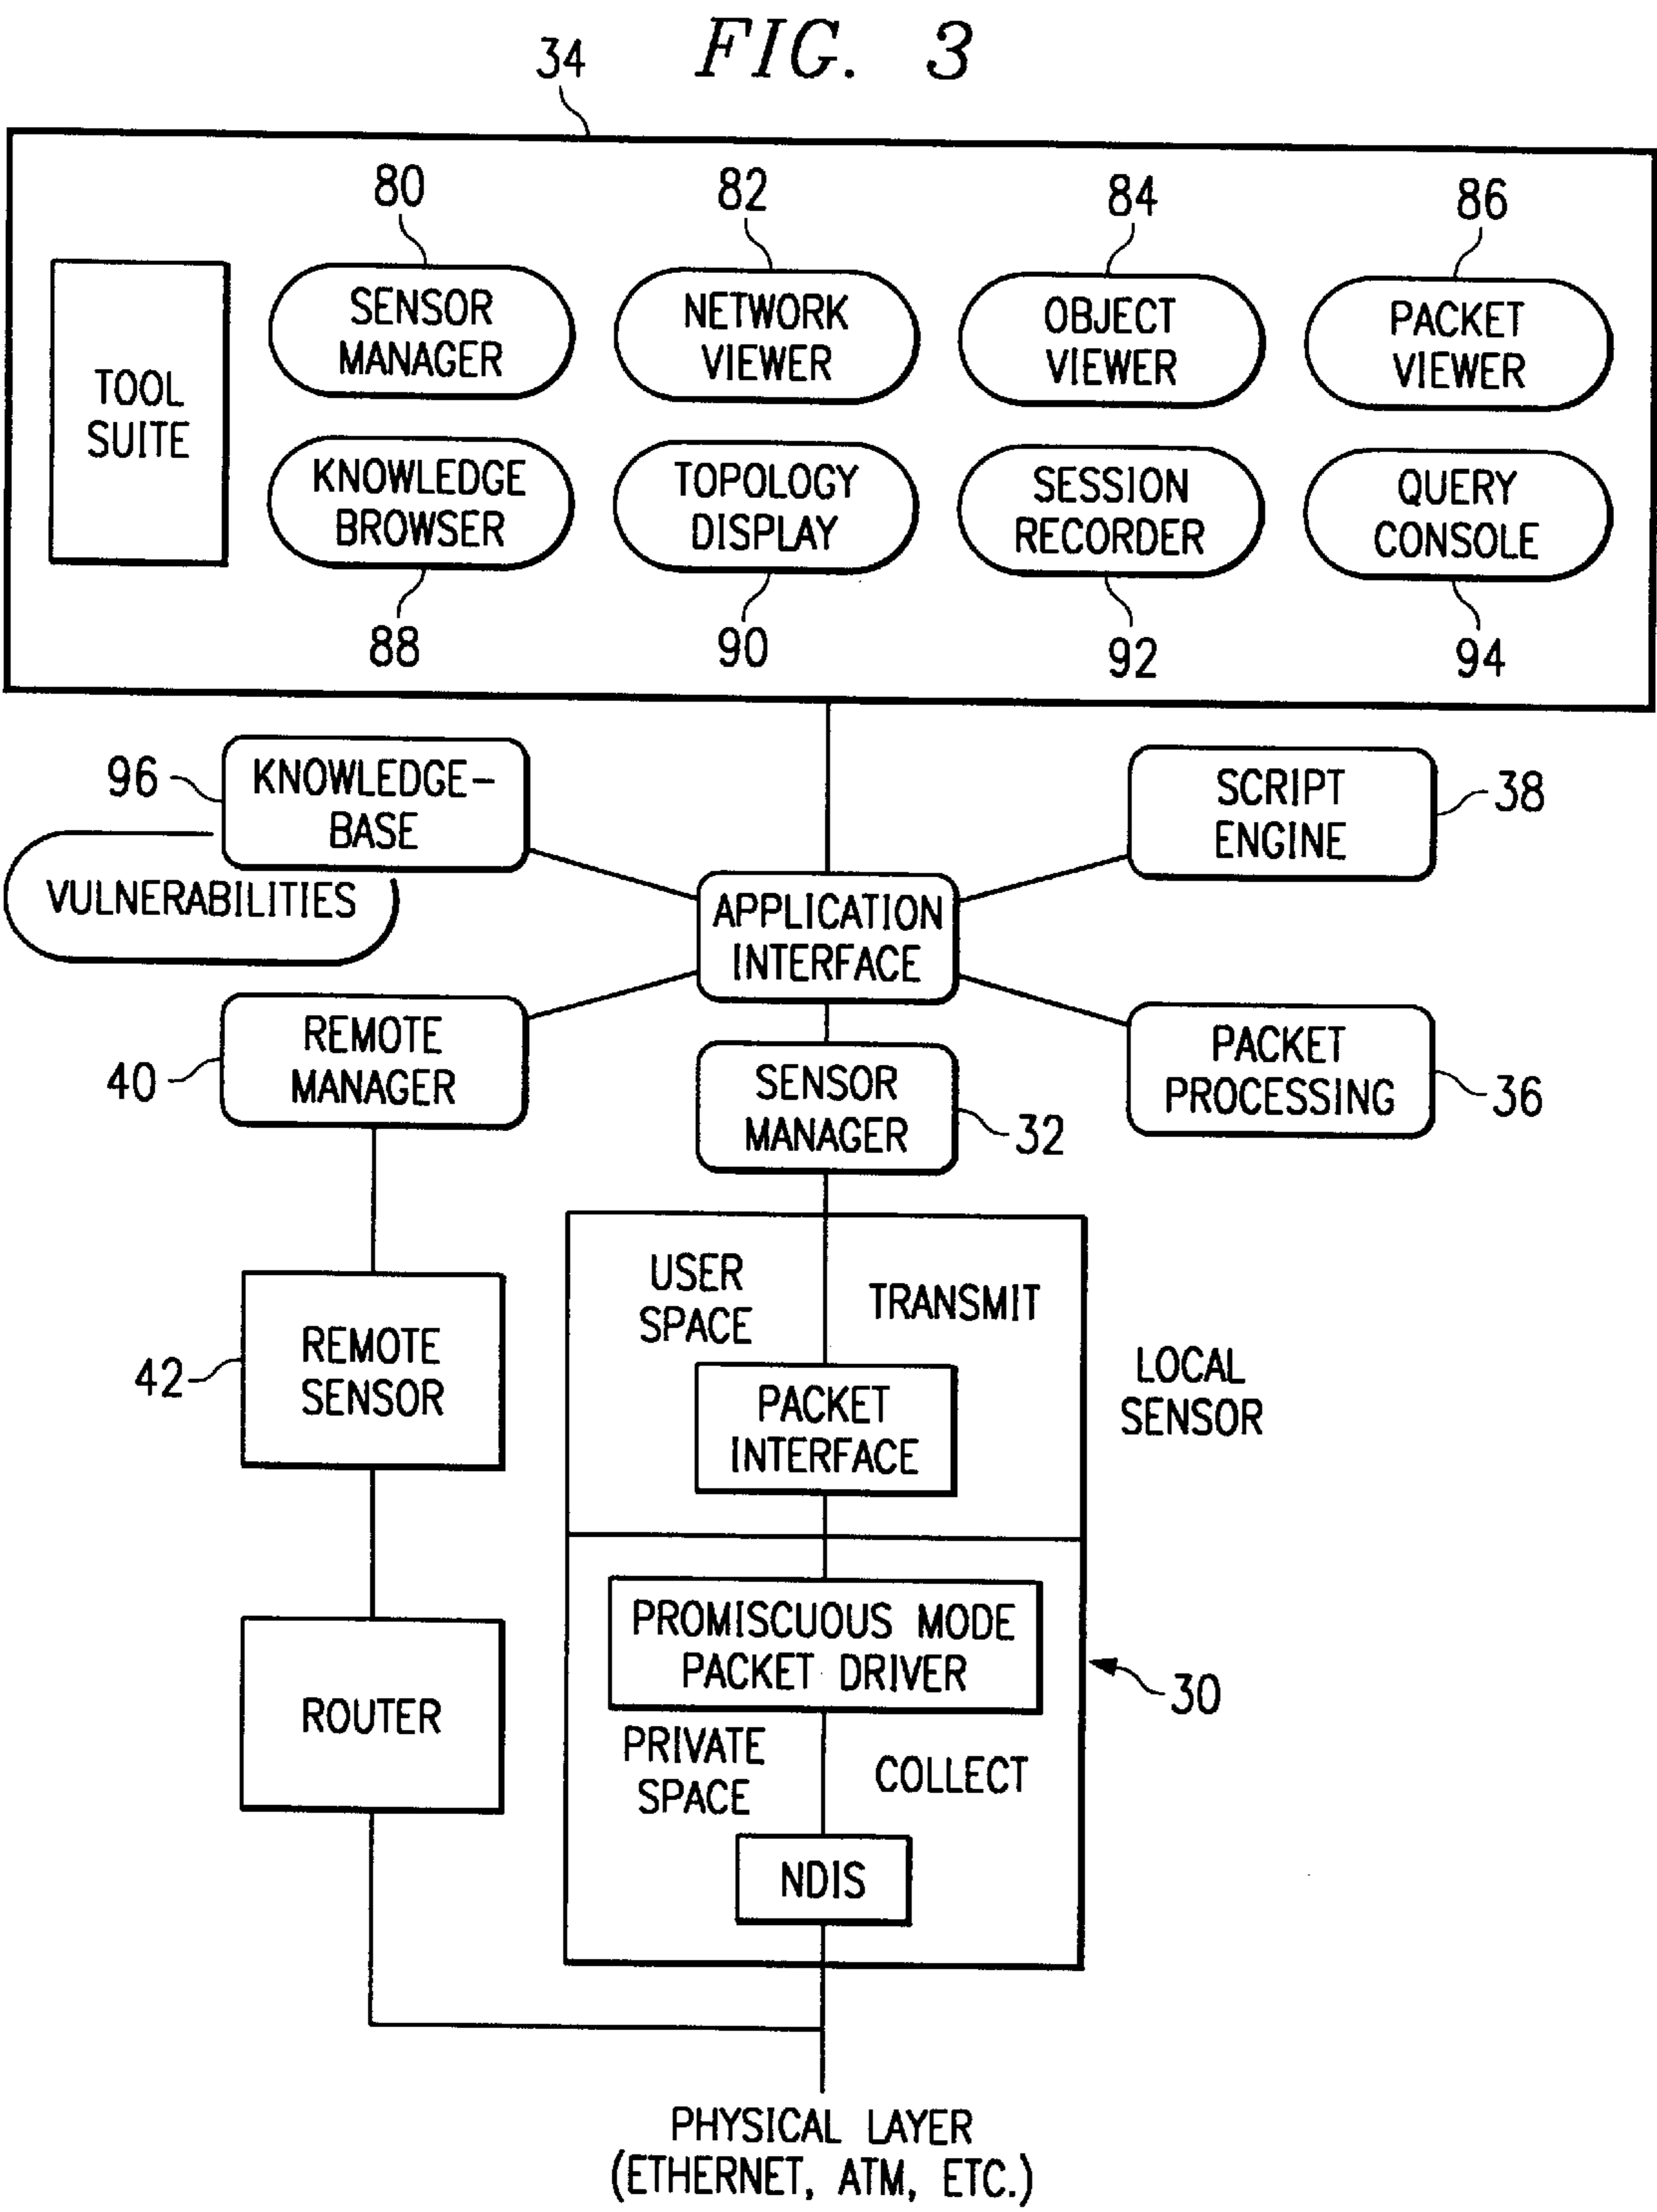 FIG. 3
34
80
82
84
86
TOOL
SUITE
SENSOR
MANAGER
NETWORK
VIEWER
OBJECT
VIEWER
PACKET
VIEWER
KNOWLEDGE
BROWSER
TOPOLOGY
DISPLAY
SESSION
RECORDER
QUERY
CONSOLE
88
90
92
94
96
KNOWLEDGE-
BASE
VULNERABILITIES
SCRIPT
ENGINE
38
APPLICATION
INTERFACE
40
REMOTE
MANAGER
SENSOR
MANAGER
32
PACKET
PROCESSING
36
42
REMOTE
SENSOR
USER
SPACE
TRANSMIT
PACKET
INTERFACE
LOCAL
SENSOR
ROUTER
PROMISCUOUS MODE
PACKET DRIVER
30
PRIVATE
SPACE
COLLECT
NDIS
PHYSICAL LAYER
(ETHERNET, ATM, ETC.)